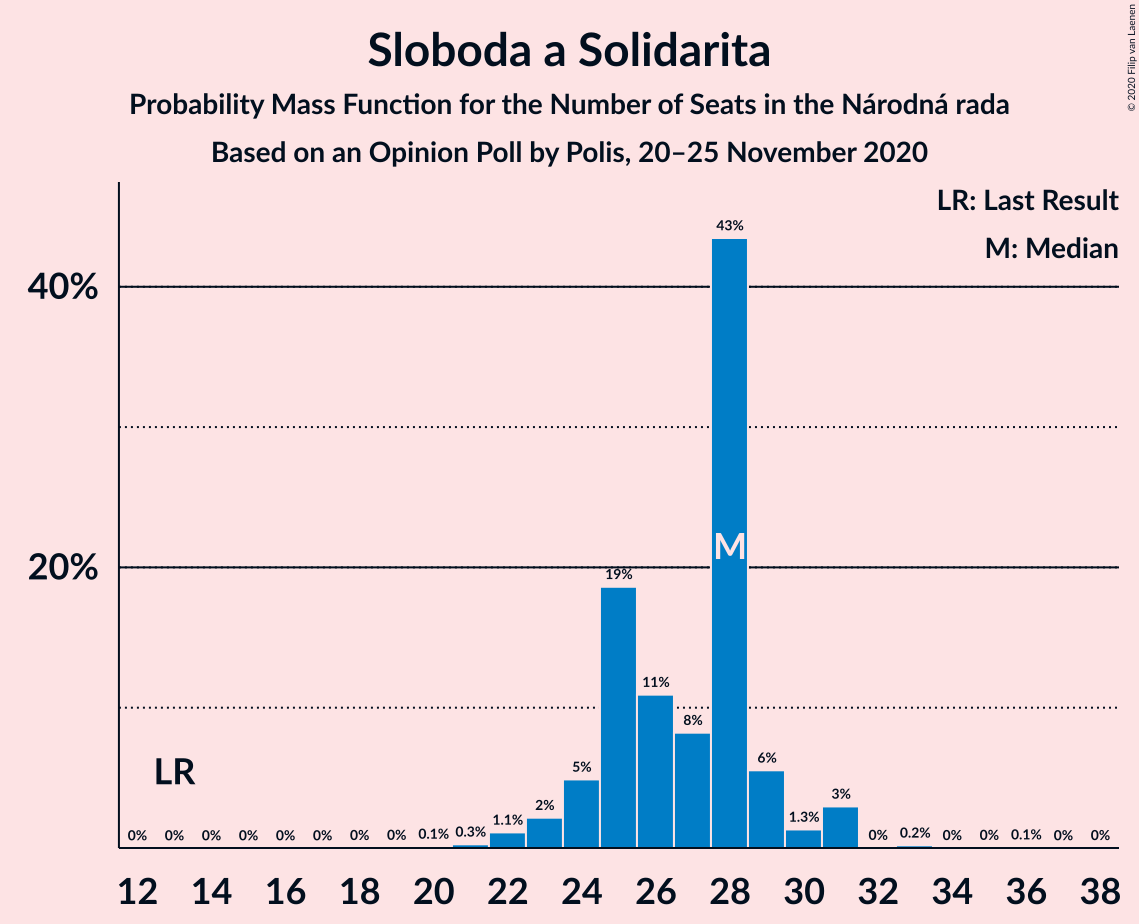 Sloboda a Solidarita
Probability Mass Function for the Number of Seats in the Národná rada
Based on an Opinion Poll by Polis, 20–25 November 2020
© 2020 Filip van Laenen
LR: Last Result
M: Median
43%
40%
M
20%
19%
11%
8%
LR
6%
5%
3%
0% 0% 0% 0% 0% 0% 0% 0% 0.1% 0.3% 1.1% 2% 1.3% 0% 0.2% 0% 0% 0.1% 0% 0%
12 14 16 18 20 22 24 26 28 30 32 34 36 38